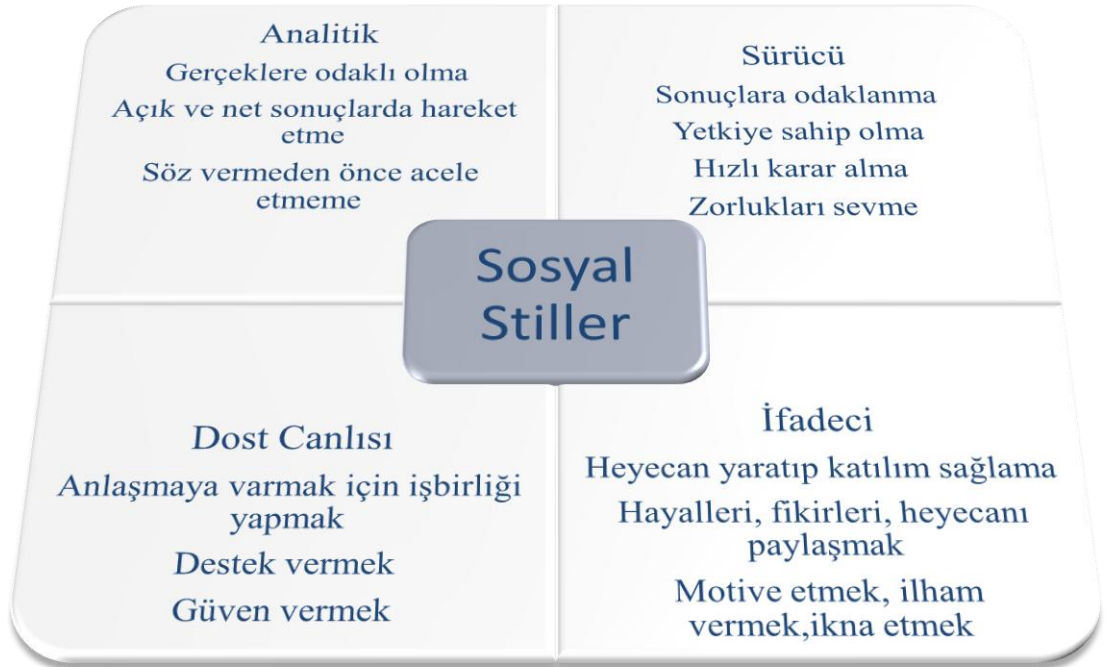 Analitik
Gerçeklere odaklı olma
Açık ve net sonuçlarda hareket
etme
Söz vermeden önce acele
etmeme
Sürücü
Sonuçlara odaklanma
Yetkiye sahip olma
Hızlı karar alma
Zorlukları sevme
Sosyal
Stiller
Dost Canlısı
Anlaşmaya varmak için işbirliği
yapmak
Destek vermek
Güven vermek
İfadeci
Heyecan yaratıp katılım sağlama
Hayalleri, fikirleri, heyecanı
paylaşmak
Motive etmek, ilham
vermek,ikna etmek